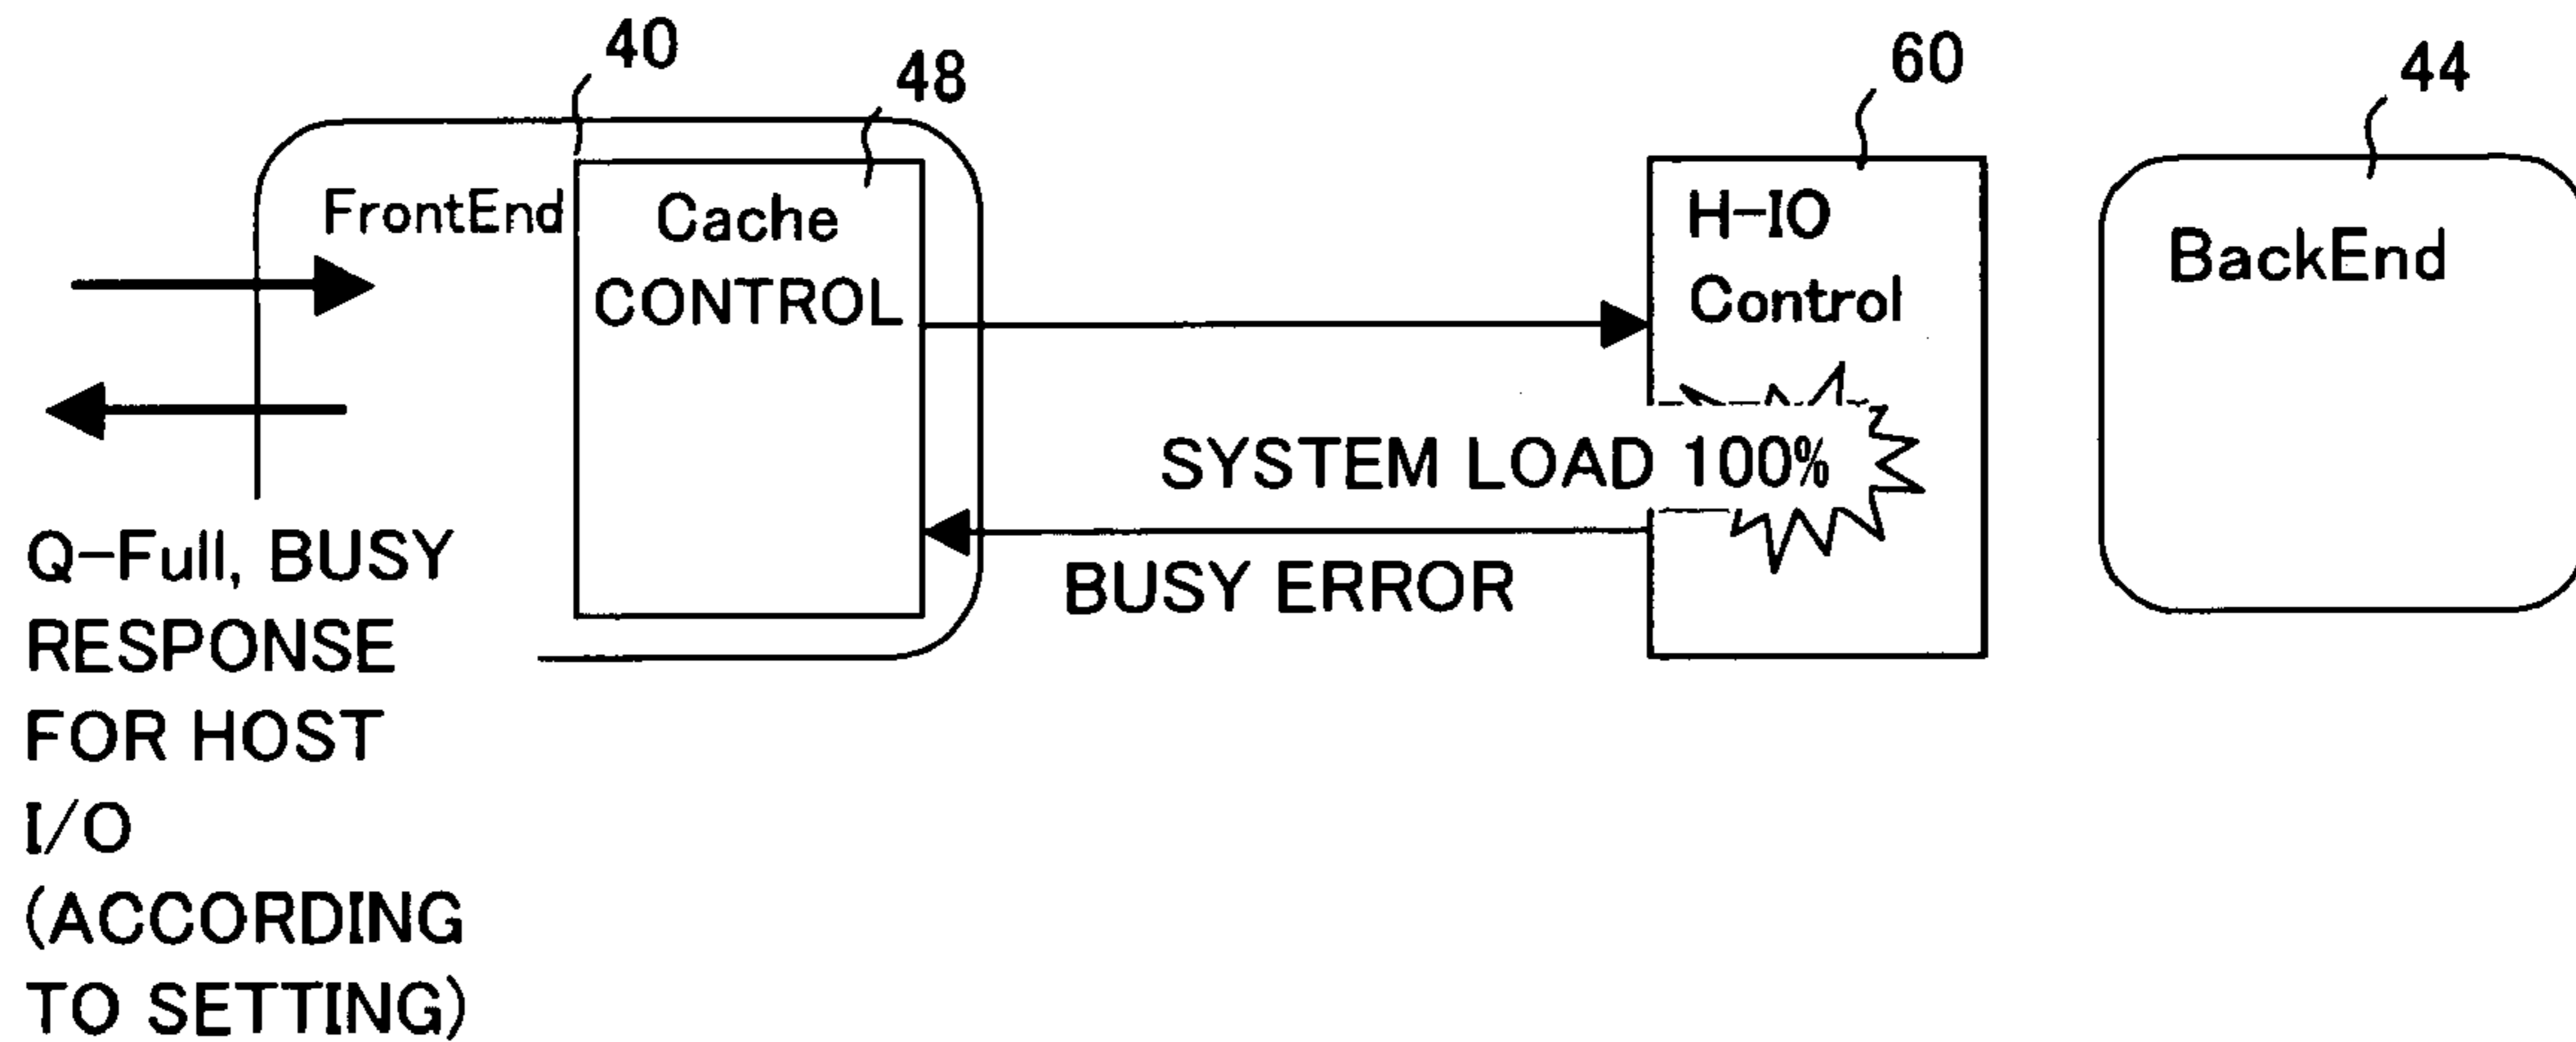 40
48
60
44
FrontEnd
Cache
CONTROL
H-IO
Control
BackEnd
SYSTEM LOAD 100%
BUSY ERROR
Q-Full, BUSY
RESPONSE
FOR HOST
I/O
(ACCORDING
TO SETTING)